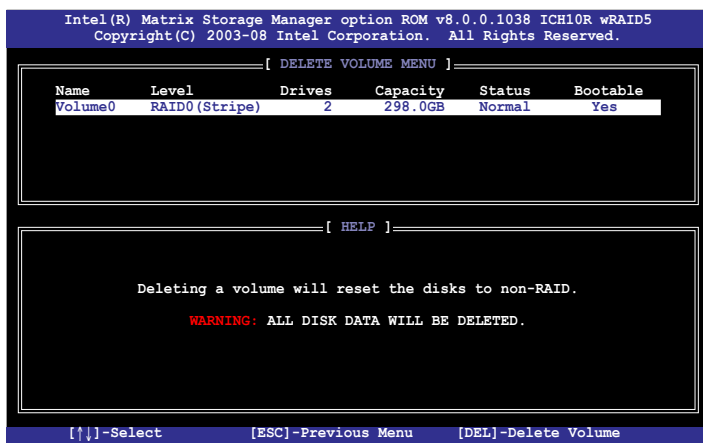 Intel(R) Matrix Storage Manager option ROM v8.0.0.1038 ICH10R wRAID5
Copyright(C) 2003-08 Intel Corporation. All Rights Reserved.
[ DELETE VOLUME MENU ]
Name Level Drives Capacity Status Bootable
Volume0 RAID0(Stripe) 2 298.0GB Normal Yes
[ HELP ]
Deleting a volume will reset the disks to non-RAID.
WARNING: ALL DISK DATA WILL BE DELETED.
[↑↓]-Select [ESC]-Previous Menu [DEL]-Delete Volume